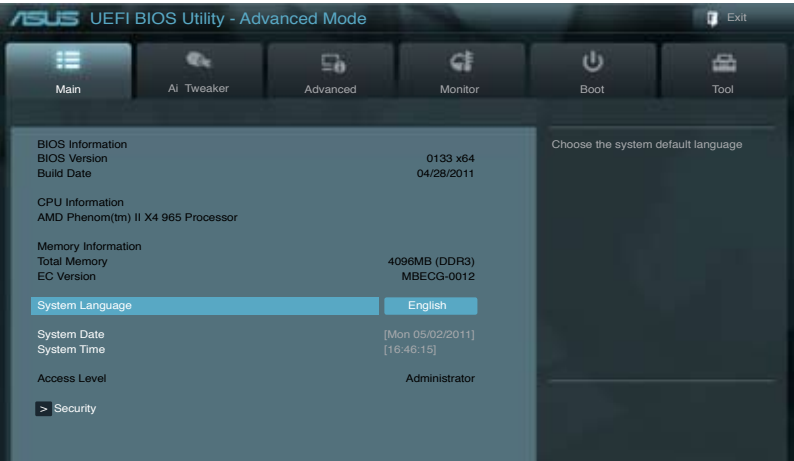 ASUS UEFI BIOS Utility - Advanced Mode
Exit
Main
Ai Tweaker
Advanced
Monitor
Boot
Tool
BIOS Information
BIOS Version 0133 x64
Build Date 04/28/2011
CPU Information
AMD Phenom(tm) II X4 965 Processor
Memory Information
Total Memory 4096MB (DDR3)
EC Version MBECG-0012
System Language English
System Date [Mon 05/02/2011]
System Time [16:46:15]
Access Level Administrator
> Security
Choose the system default language